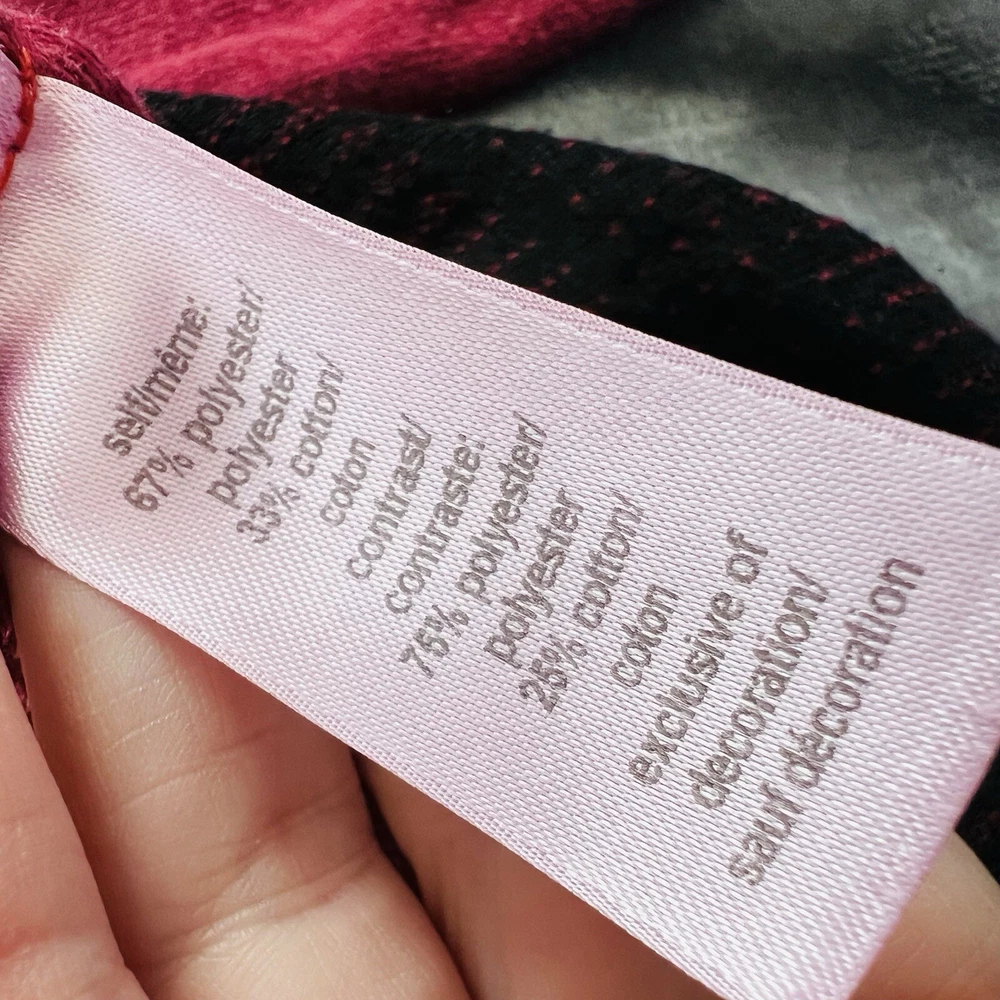 self/même:
67% polyester/
polyester
33% cotton/
coton
contrast/
contraste:
75% polyester/
polyester
25% cotton/
coton
exclusive of
decoration/
sauf décoration